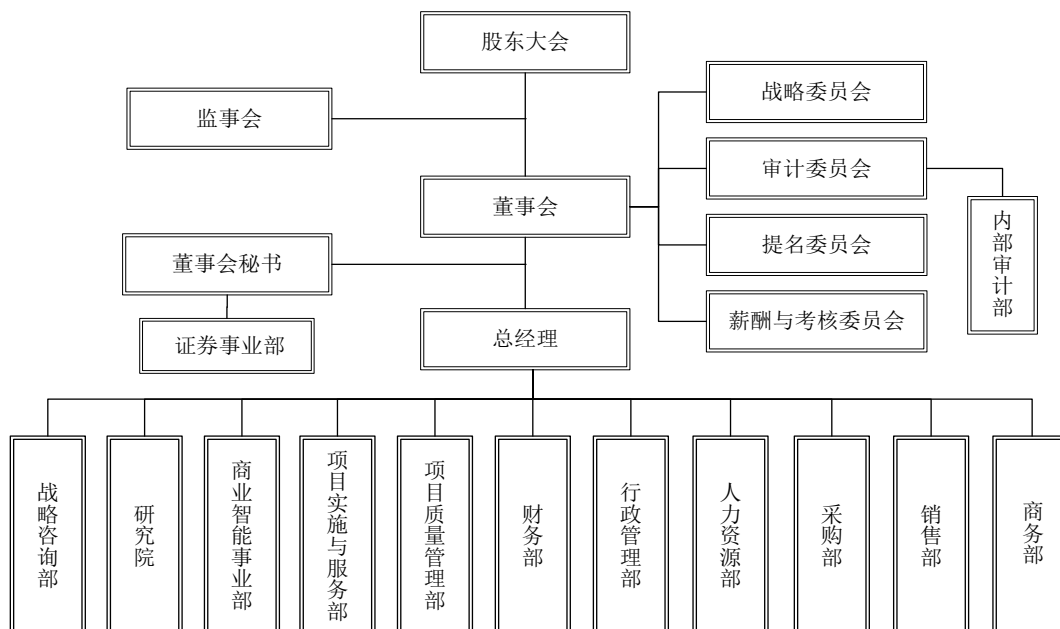 股东大会
监事会
战略委员会
审计委员会
董事会
内部审计部
提名委员会
董事会秘书
薪酬与考核委员会
总经理
证券事业部
战略咨询部
研究院
商业智能事业部
项目实施与服务部
项目质量管理部
财务部
行政管理部
人力资源部
采购部
销售部
商务部